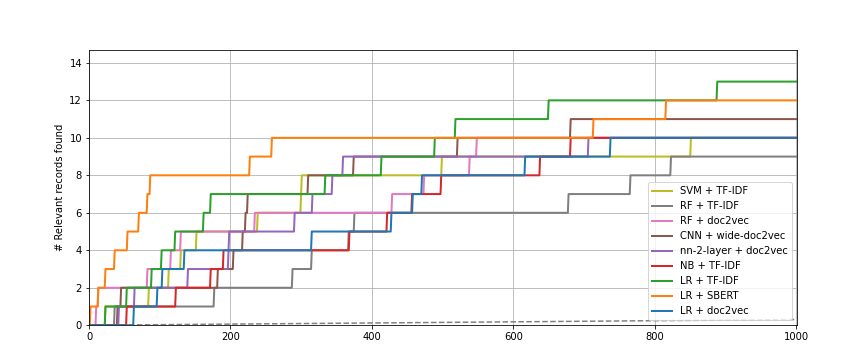 14
12
10
8
6
4
2
0
# Relevant records found
0 200 400 600 800 1000
SVM + TF-IDF
RF + TF-IDF
RF + doc2vec
CNN + wide-doc2vec
nn-2-layer + doc2vec
NB + TF-IDF
LR + TF-IDF
LR + SBERT
LR + doc2vec